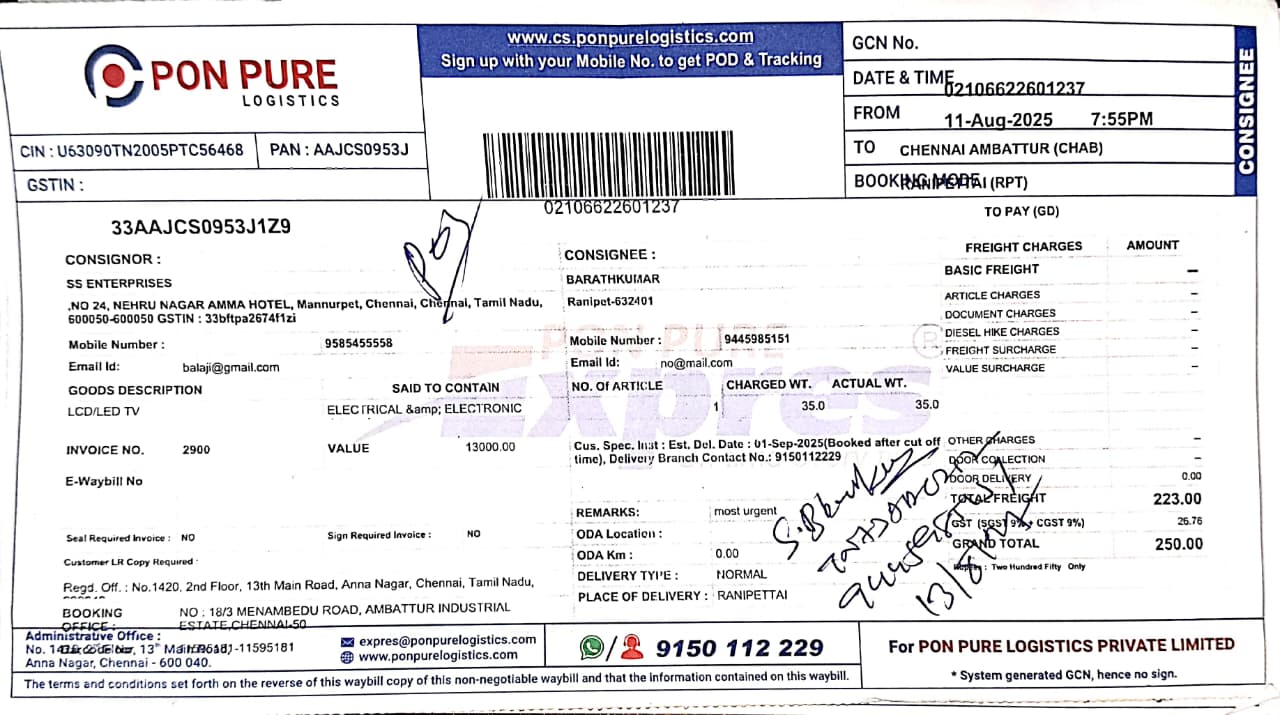 PON PURE
LOGISTICS
www.cs.ponpurelogistics.com
Sign up with your Mobile No. to get POD & Tracking
GCN No.
DATE & TIME
02106622601237
FROM
11-Aug-2025 7:55PM
TO CHENNAI AMBATTUR (CHAB)
BOOKING MODE
RANIPETTAI (RPT)
TO PAY (GD)
CONSIGNEE
CIN : U63090TN2005PTC56468 PAN : AAJCS0953J
GSTIN :
33AAJCS0953J1Z9
02106622601237
POD
CONSIGNOR :
SS ENTERPRISES
,NO 24, NEHRU NAGAR AMMA HOTEL, Mannurpet, Chennai, Chennai, Tamil Nadu,
600050-600050 GSTIN : 33bftpa2674f1zi
Mobile Number : 9585455558
Email Id: balaji@gmail.com
GOODS DESCRIPTION SAID TO CONTAIN
LCD/LED TV ELECTRICAL &amp; ELECTRONIC
INVOICE NO. 2900 VALUE 13000.00
E-Waybill No
Seal Required Invoice : NO Sign Required Invoice : NO
Customer LR Copy Required :
Regd. Off. : No.1420, 2nd Floor, 13th Main Road, Anna Nagar, Chennai, Tamil Nadu,
BOOKING OFFICE : NO : 18/3 MENAMBEDU ROAD, AMBATTUR INDUSTRIAL
ESTATE,CHENNAI-50
CONSIGNEE :
BARATHKUMAR
Ranipet-632401
Mobile Number : 9445985151
Email Id: no@mail.com
NO. Of ARTICLE CHARGED WT. ACTUAL WT.
1 35.0 35.0
Cus. Spec. Inst : Est. Del. Date : 01-Sep-2025(Booked after cut off
time), Delivery Branch Contact No.: 9150112229
REMARKS: most urgent
ODA Location :
ODA Km : 0.00
DELIVERY TYPE : NORMAL
PLACE OF DELIVERY : RANIPETTAI
PON PURE
Expres
FREIGHT CHARGES AMOUNT
BASIC FREIGHT –
ARTICLE CHARGES –
DOCUMENT CHARGES –
DIESEL HIKE CHARGES –
FREIGHT SURCHARGE –
VALUE SURCHARGE –
OTHER CHARGES –
DOOR COLLECTION –
DOOR DELIVERY 0.00
TOTAL FREIGHT 223.00
GST (SGST 9% + CGST 9%) 26.76
GRAND TOTAL 250.00
Rupees : Two Hundred Fifty Only
Administrative Office :
Anna Nagar, Chennai - 600 040.
expres@ponpurelogistics.com
www.ponpurelogistics.com
9150 112 229
For PON PURE LOGISTICS PRIVATE LIMITED
* System generated GCN, hence no sign.
The terms and conditions set forth on the reverse of this waybill copy of this non-negotiable waybill and that the information contained on this waybill.